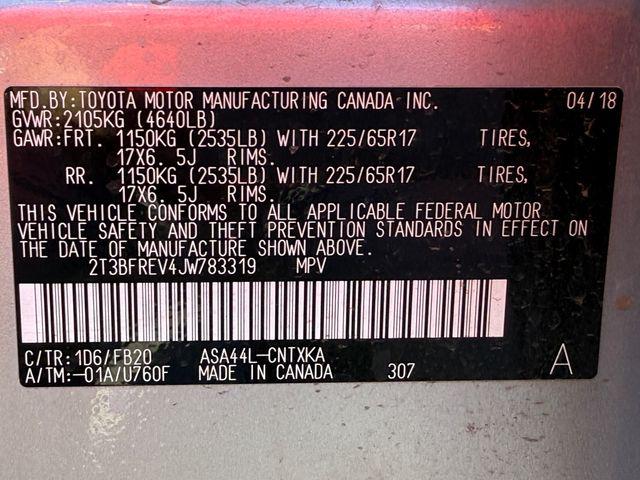 MFD.BY:TOYOTA MOTOR MANUFACTURING CANADA INC. 04/18
GVWR:2105KG (4640LB)
GAWR:FRT. 1150KG (2535LB) WITH 225/65R17 TIRES,
17X6. 5J RIMS.
RR. 1150KG (2535LB) WITH 225/65R17 TIRES,
17X6. 5J RIMS.
THIS VEHICLE CONFORMS TO ALL APPLICABLE FEDERAL MOTOR
VEHICLE SAFETY AND THEFT PREVENTION STANDARDS IN EFFECT ON
THE DATE OF MANUFACTURE SHOWN ABOVE.
2T3BFREV4JW783319 MPV
C/TR:1D6/FB20 ASA44L-CNTXKA
A/TM:-01A/U760F MADE IN CANADA 307 A